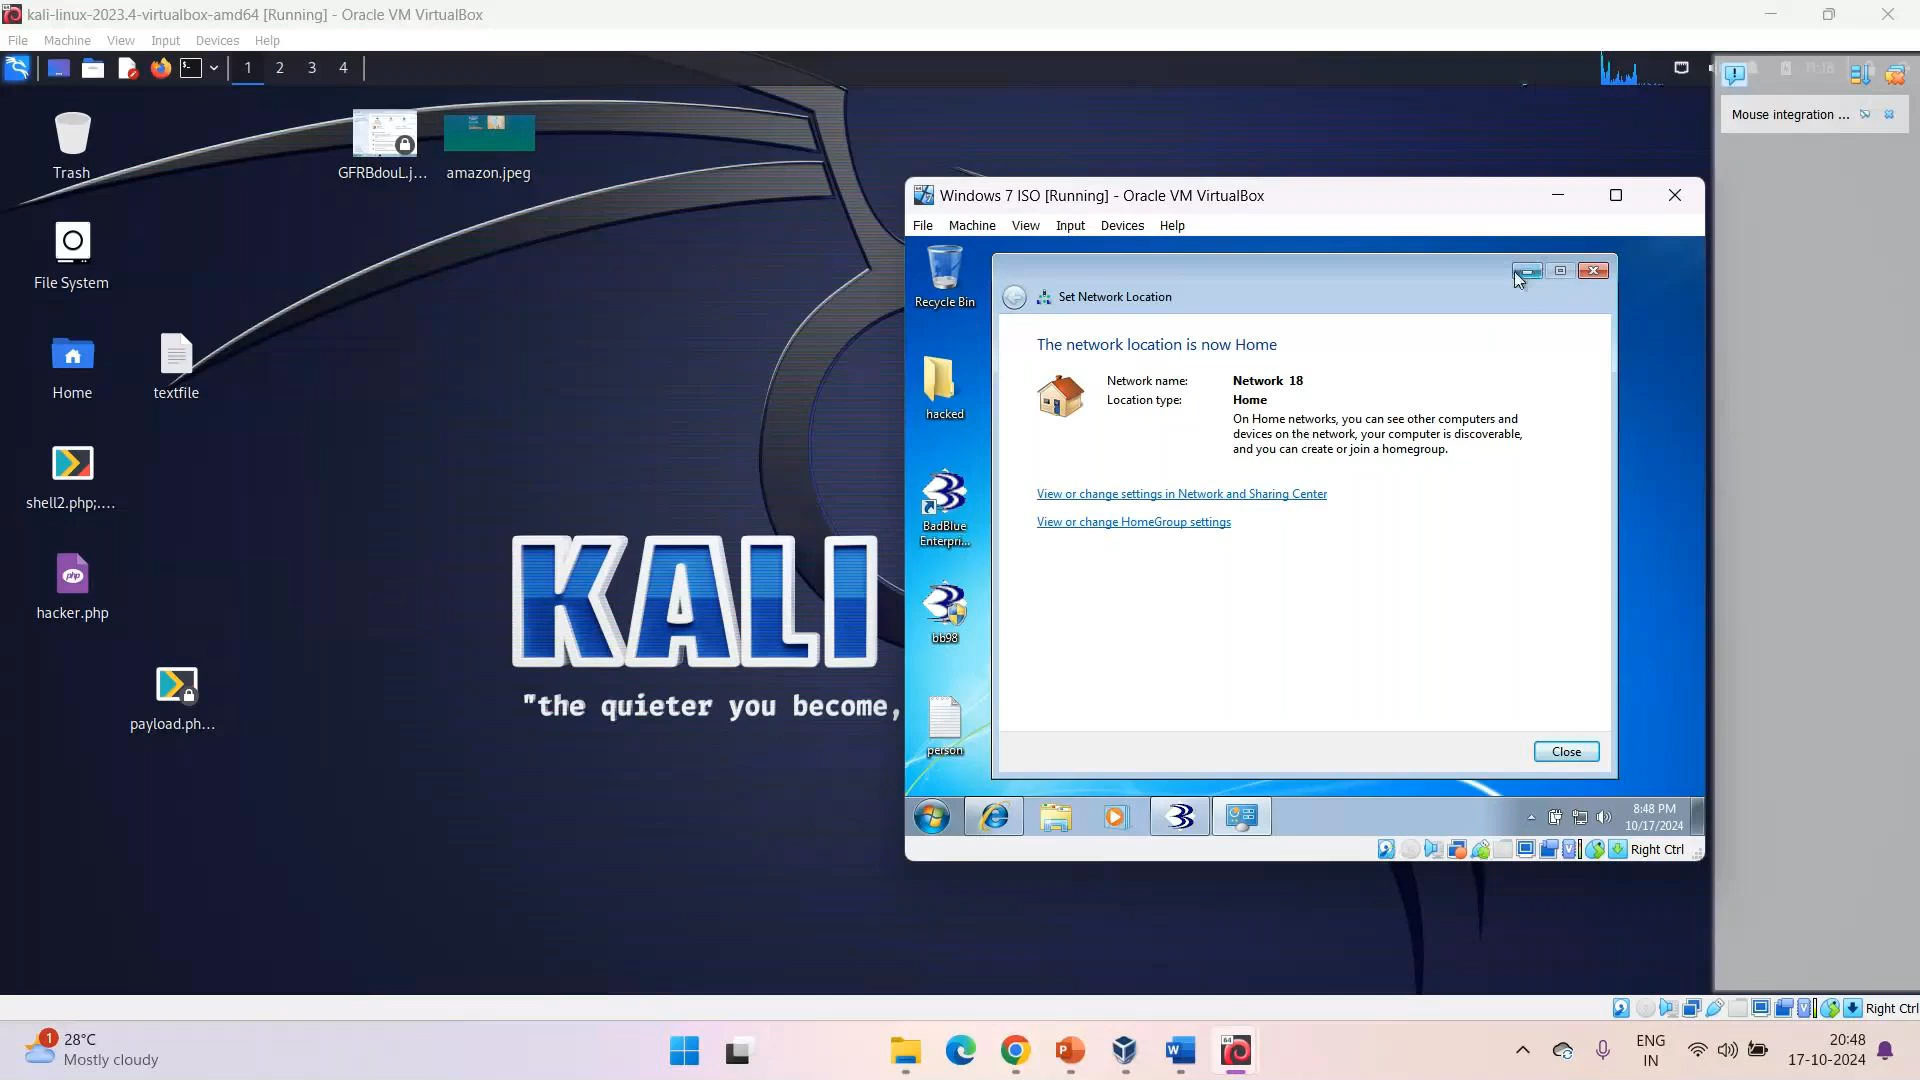 kali-linux-2023.4-virtualbox-amd64 [Running] - Oracle VM VirtualBox
File Machine View Input Devices Help
1 2 3 4
Mouse integration ...
Trash
GFRBdouL.j...
amazon.jpeg
File System
Home
textfile
shell2.php;....
hacker.php
payload.ph...
KALI
"the quieter you become,
Windows 7 ISO [Running] - Oracle VM VirtualBox
File Machine View Input Devices Help
Recycle Bin
hacked
BadBlue
Enterpri...
bb98
person
Set Network Location
The network location is now Home
Network name: Network 18
Location type: Home
On Home networks, you can see other computers and
devices on the network, your computer is discoverable,
and you can create or join a homegroup.
View or change settings in Network and Sharing Center
View or change HomeGroup settings
Close
8:48 PM
10/17/2024
Right Ctrl
Right Ctrl
1
28°C
Mostly cloudy
ENG
IN
20:48
17-10-2024